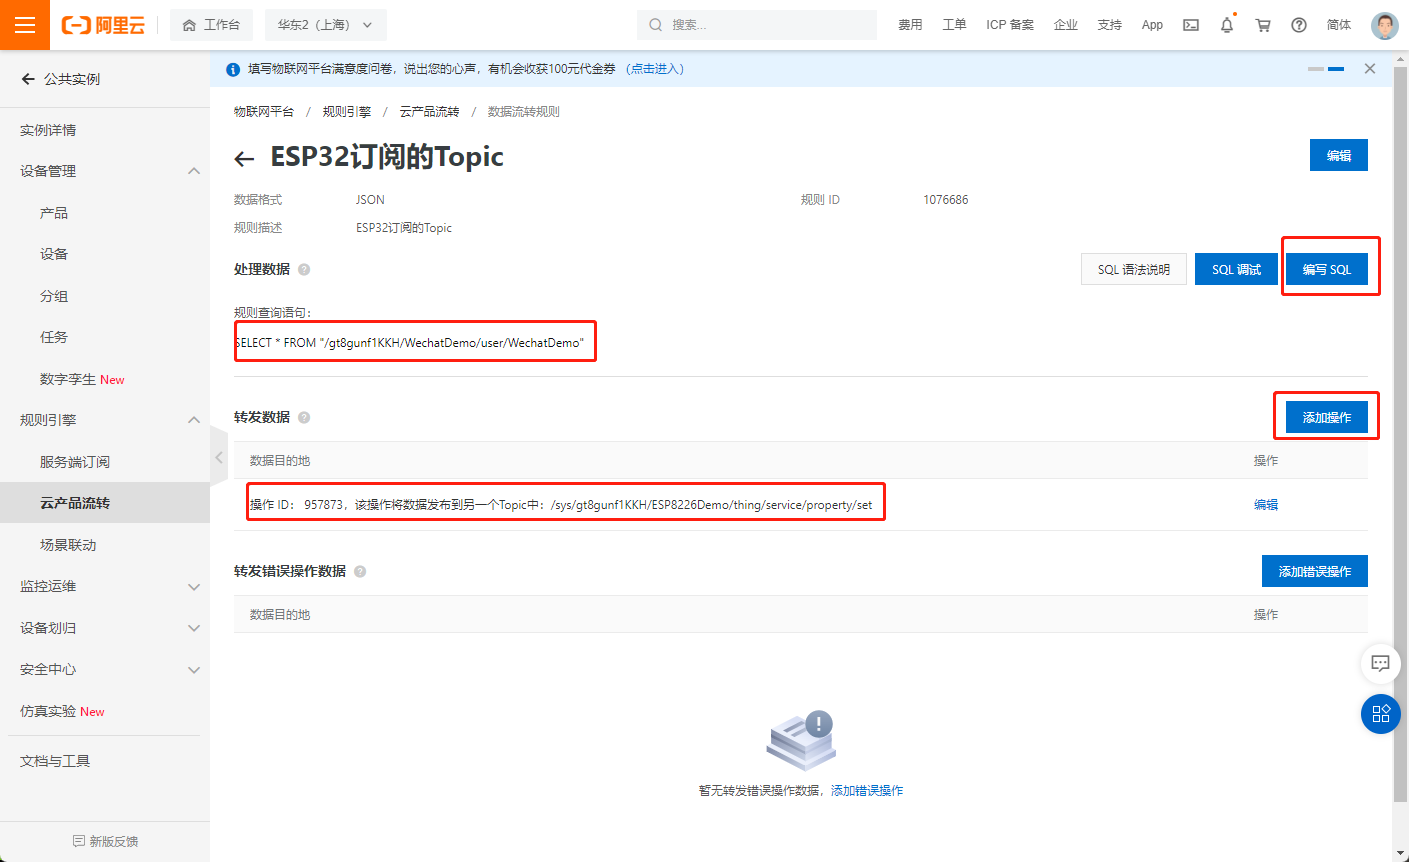 阿里云
工作台
华东2（上海）
搜索...
费用
工单
ICP 备案
企业
支持
App
简体
公共实例
实例详情
设备管理
产品
设备
分组
任务
数字孪生 New
规则引擎
服务端订阅
云产品流转
场景联动
监控运维
设备划归
安全中心
仿真实验 New
文档与工具
新版反馈
填写物联网平台满意度问卷，说出您的心声，有机会收获100元代金券 （点击进入）
物联网平台 / 规则引擎 / 云产品流转 / 数据流转规则
ESP32订阅的Topic
编辑
数据格式 JSON 规则 ID 1076686
规则描述 ESP32订阅的Topic
处理数据
SQL 语法说明
SQL 调试
编写 SQL
规则查询语句：
SELECT * FROM "/gt8gunf1KKH/WechatDemo/user/WechatDemo"
转发数据
添加操作
数据目的地 操作
操作 ID： 957873，该操作将数据发布到另一个Topic中：/sys/gt8gunf1KKH/ESP8226Demo/thing/service/property/set 编辑
转发错误操作数据
添加错误操作
数据目的地 操作
暂无转发错误操作数据，添加错误操作